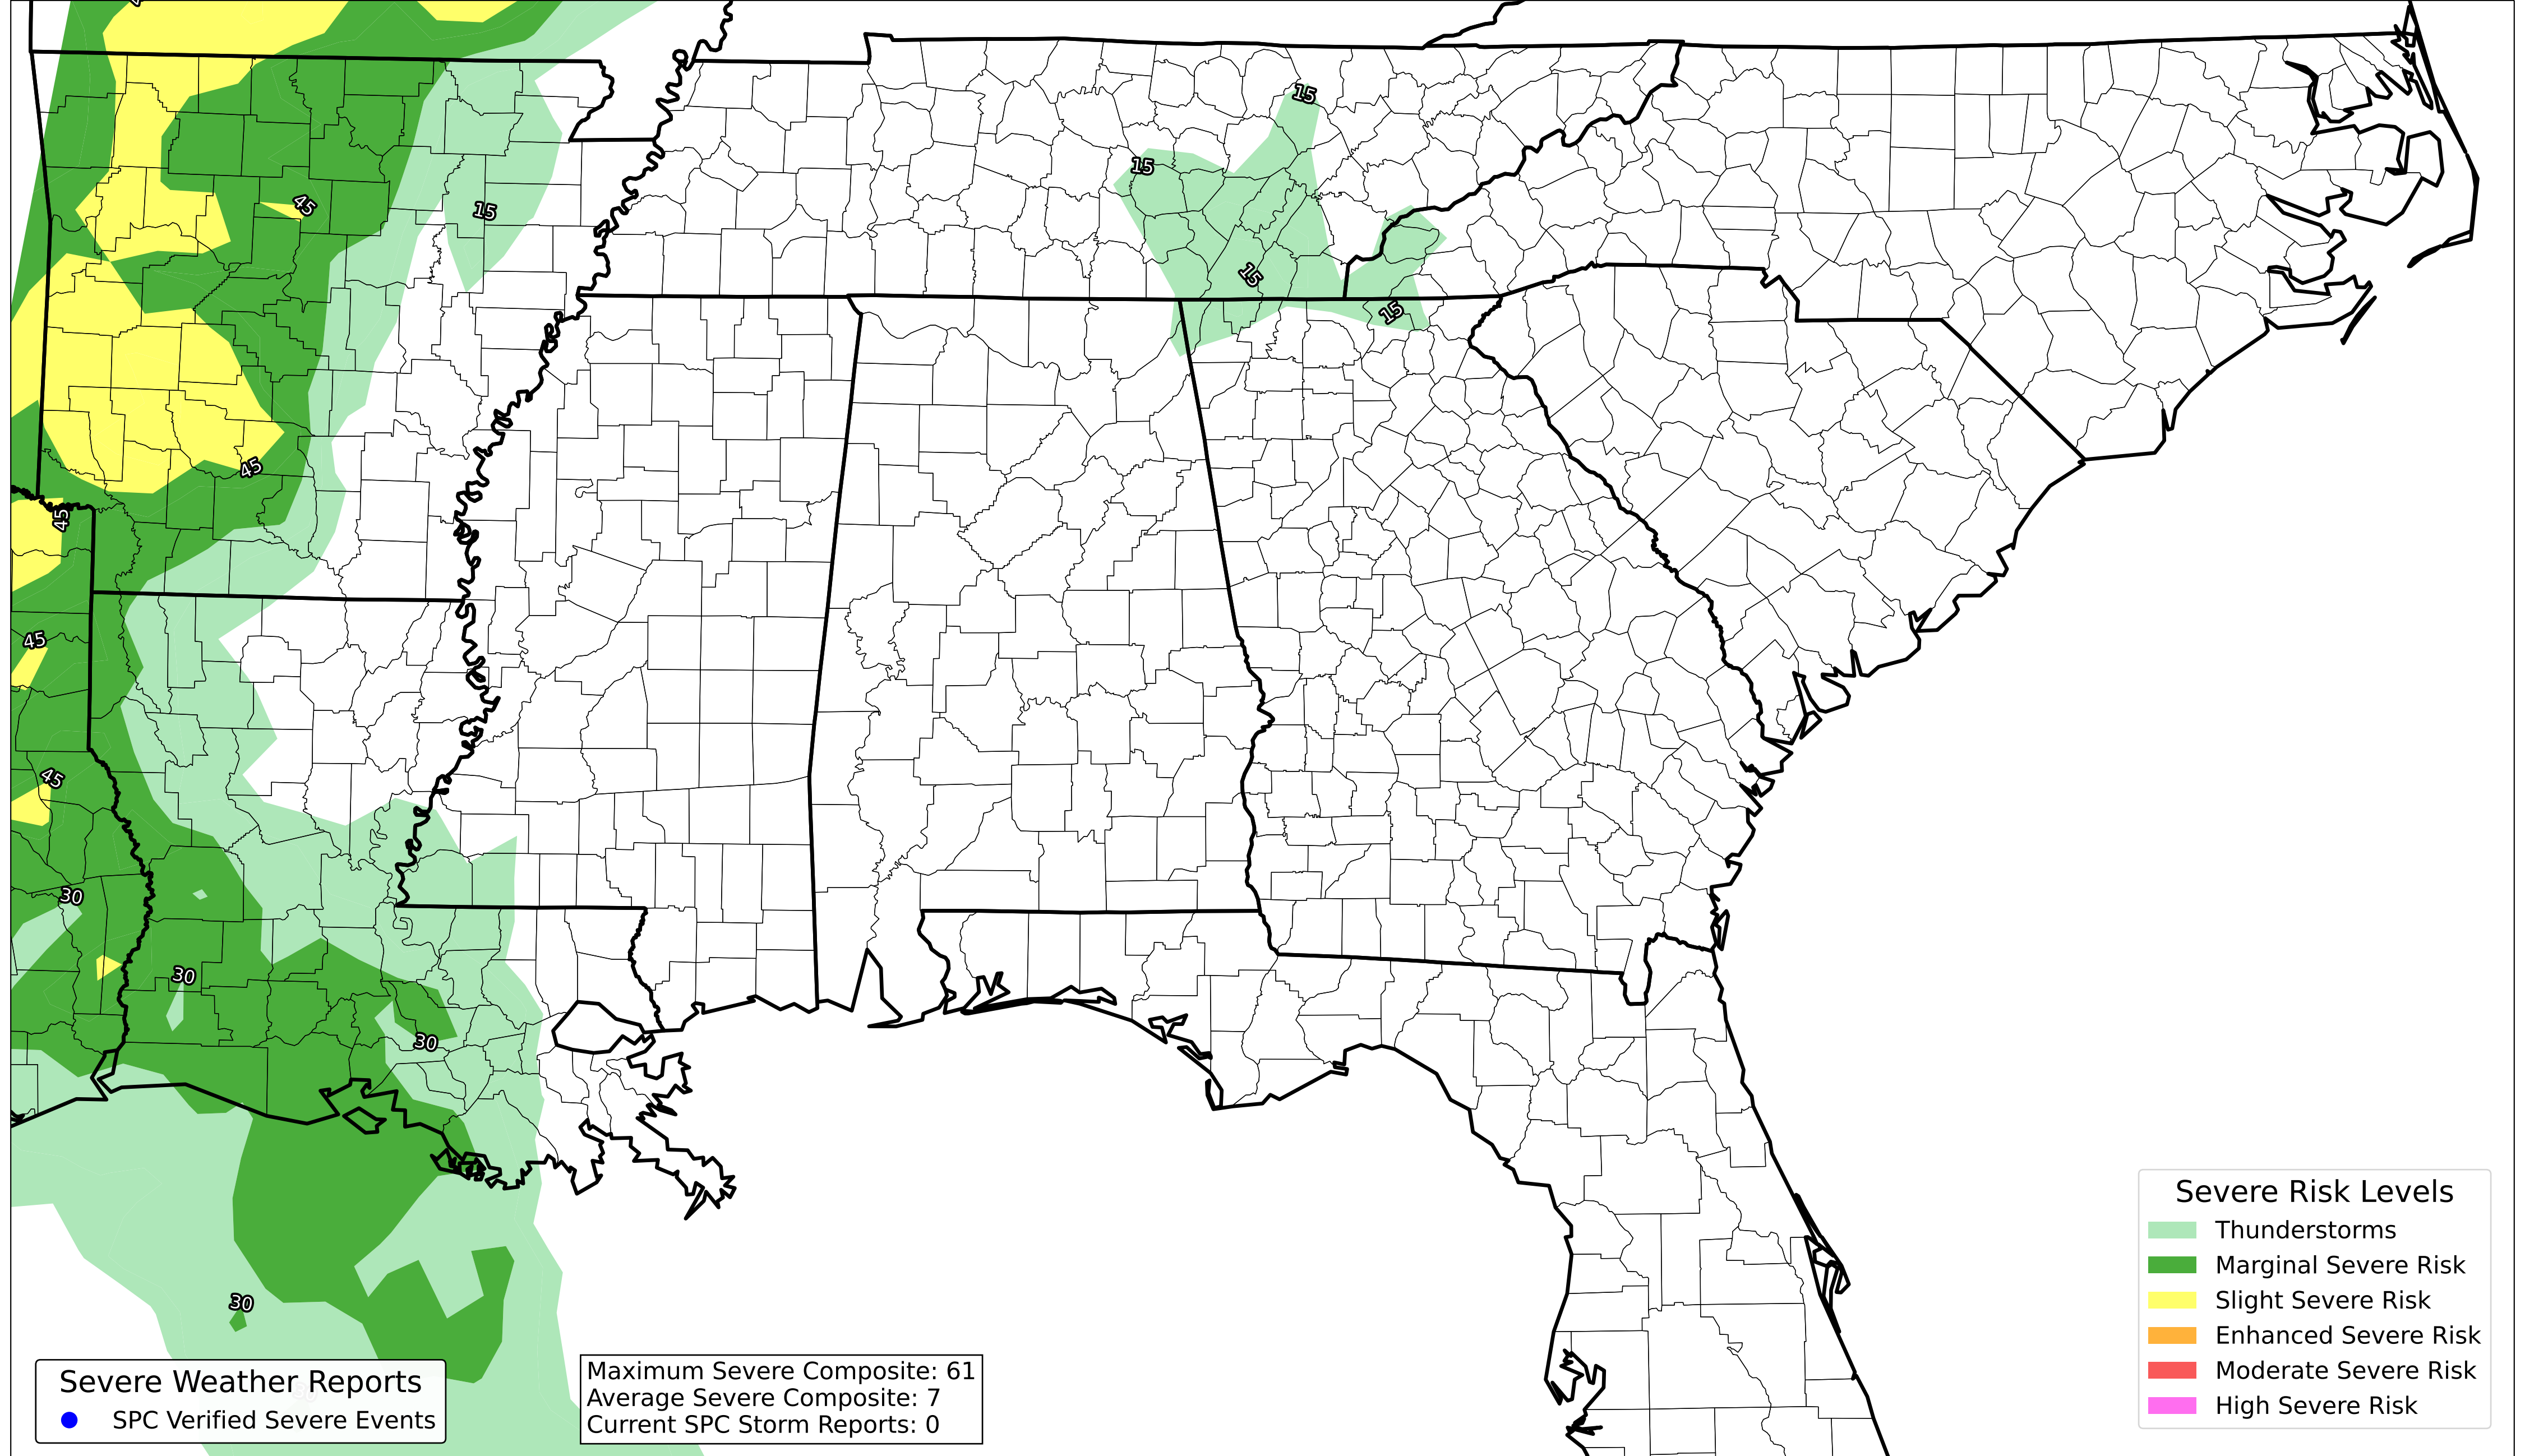 15
15
45
15
15
15
45
45
45
45
30
30
30
30
Severe Risk Levels
Thunderstorms
Marginal Severe Risk
Slight Severe Risk
Enhanced Severe Risk
Moderate Severe Risk
High Severe Risk
Severe Weather Reports
SPC Verified Severe Events
Maximum Severe Composite: 61
Average Severe Composite: 7
Current SPC Storm Reports: 0